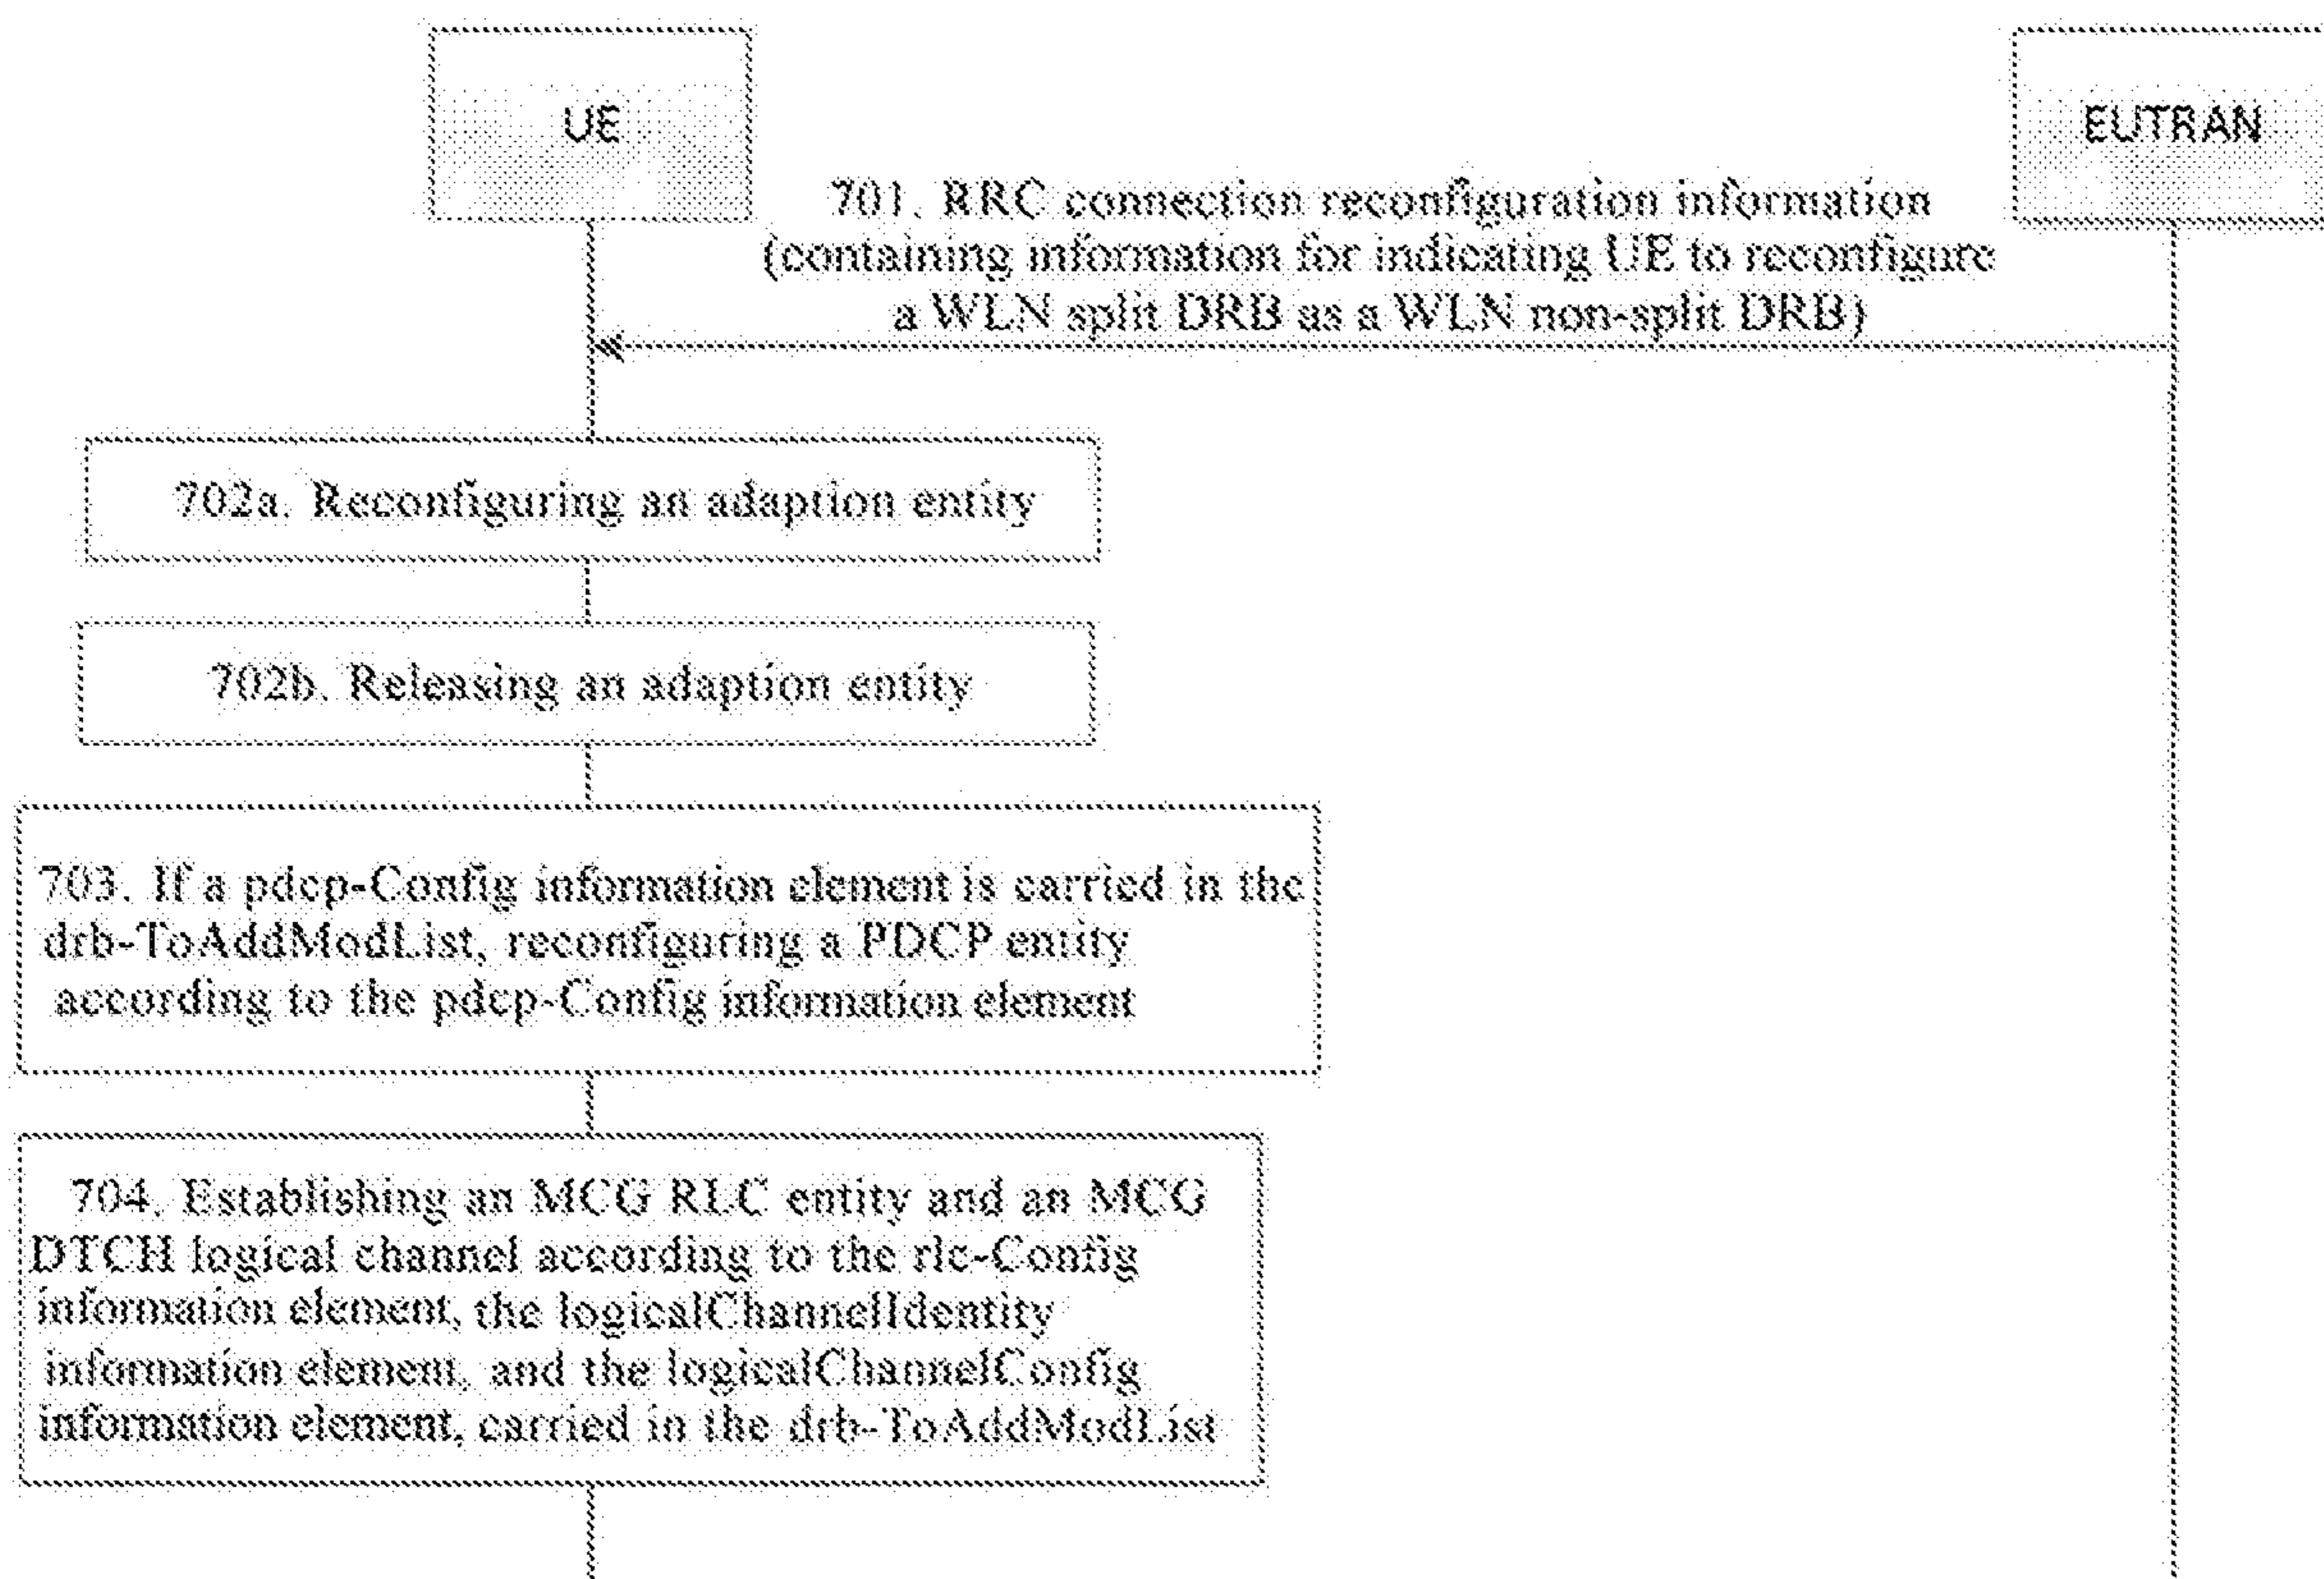 UE
EUTRAN
701. RRC connection reconfiguration information
(containing information for indicating UE to reconfigure
a WLN split DRB as a WLN non-split DRB)
702a. Reconfiguring an adaption entity
702b. Releasing an adaption entity
703. If a pdcp-Config information element is carried in the
drb-ToAddModList, reconfiguring a PDCP entity
according to the pdcp-Config information element
704. Establishing an MCG RLC entity and an MCG
DTCH logical channel according to the rlc-Config
information element, the logicalChannelIdentity
information element, and the logicalChannelConfig
information element, carried in the drb-ToAddModList